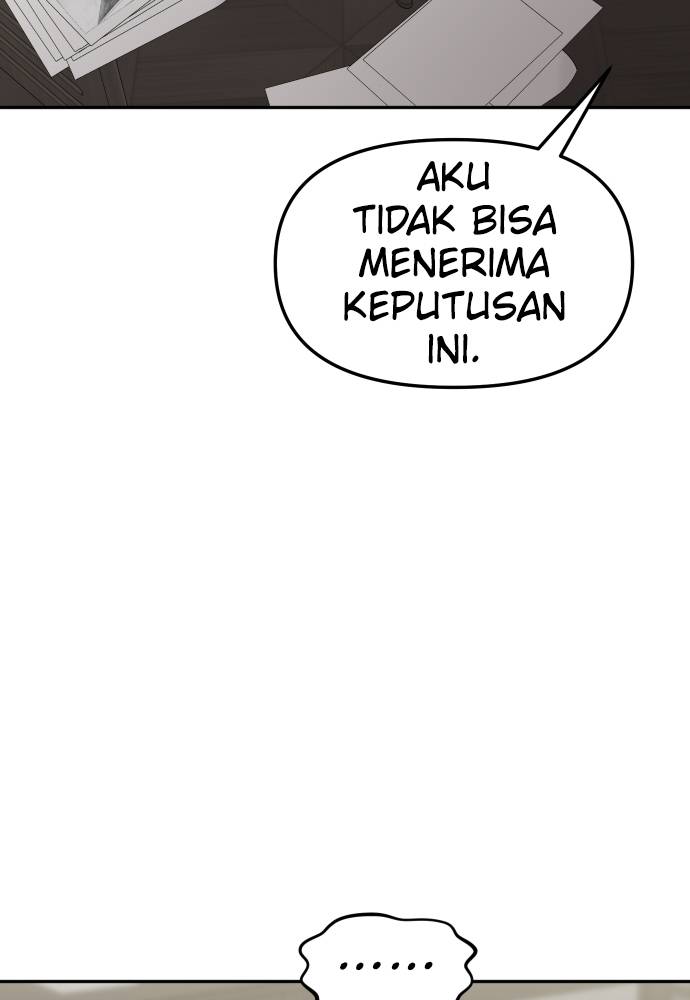 AKU
TIDAK BISA
MENERIMA
KEPUTUSAN
INI.
......